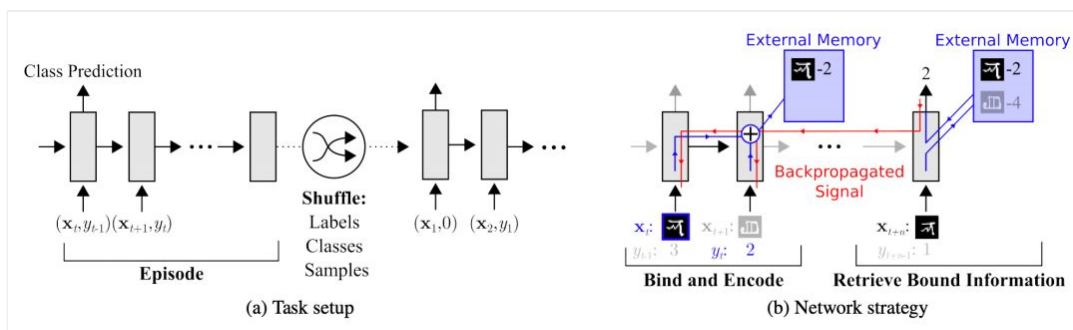 Class Prediction
(x_t,y_{t-1})(x_{t+1},y_t)
Episode
Shuffle:
Labels
Classes
Samples
(x_1,0) (x_2,y_1)
(a) Task setup
External Memory
-2
External Memory
2
-2
-4
Backpropagated
Signal
x_t: x_{t+1}: x_{t+n}:
y_{t-1}: 3 y_t: 2 y_{t+n-1}: 1
Bind and Encode
Retrieve Bound Information
(b) Network strategy